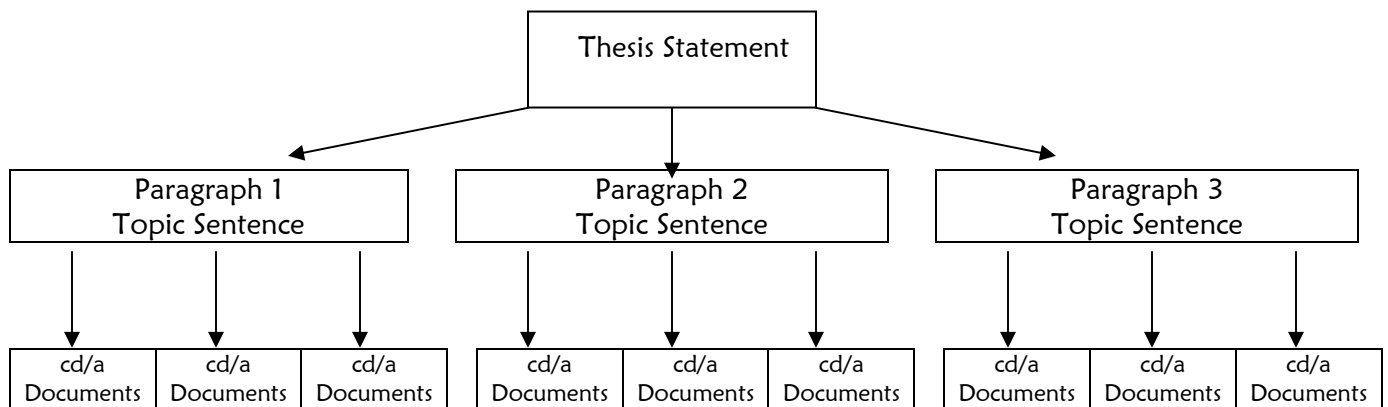 Thesis Statement
Paragraph 1
Topic Sentence
Paragraph 2
Topic Sentence
Paragraph 3
Topic Sentence
cd/a
Documents
cd/a
Documents
cd/a
Documents
cd/a
Documents
cd/a
Documents
cd/a
Documents
cd/a
Documents
cd/a
Documents
cd/a
Documents